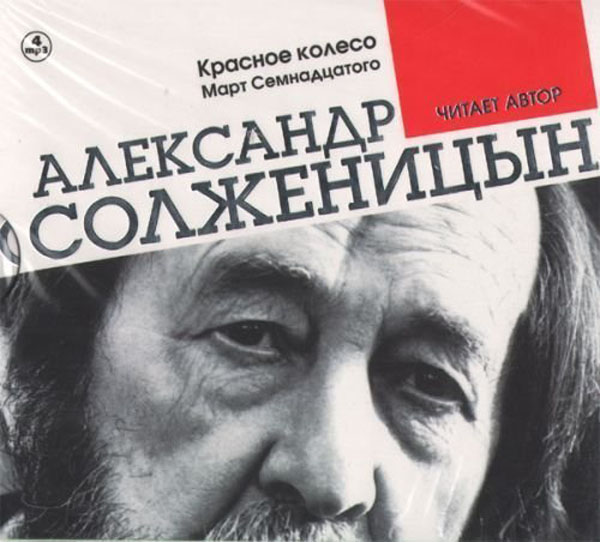 4
mp3
Красное колесо
Март Семнадцатого
ЧИТАЕТ АВТОР
АЛЕКСАНДР
СОЛЖЕНИЦЫН